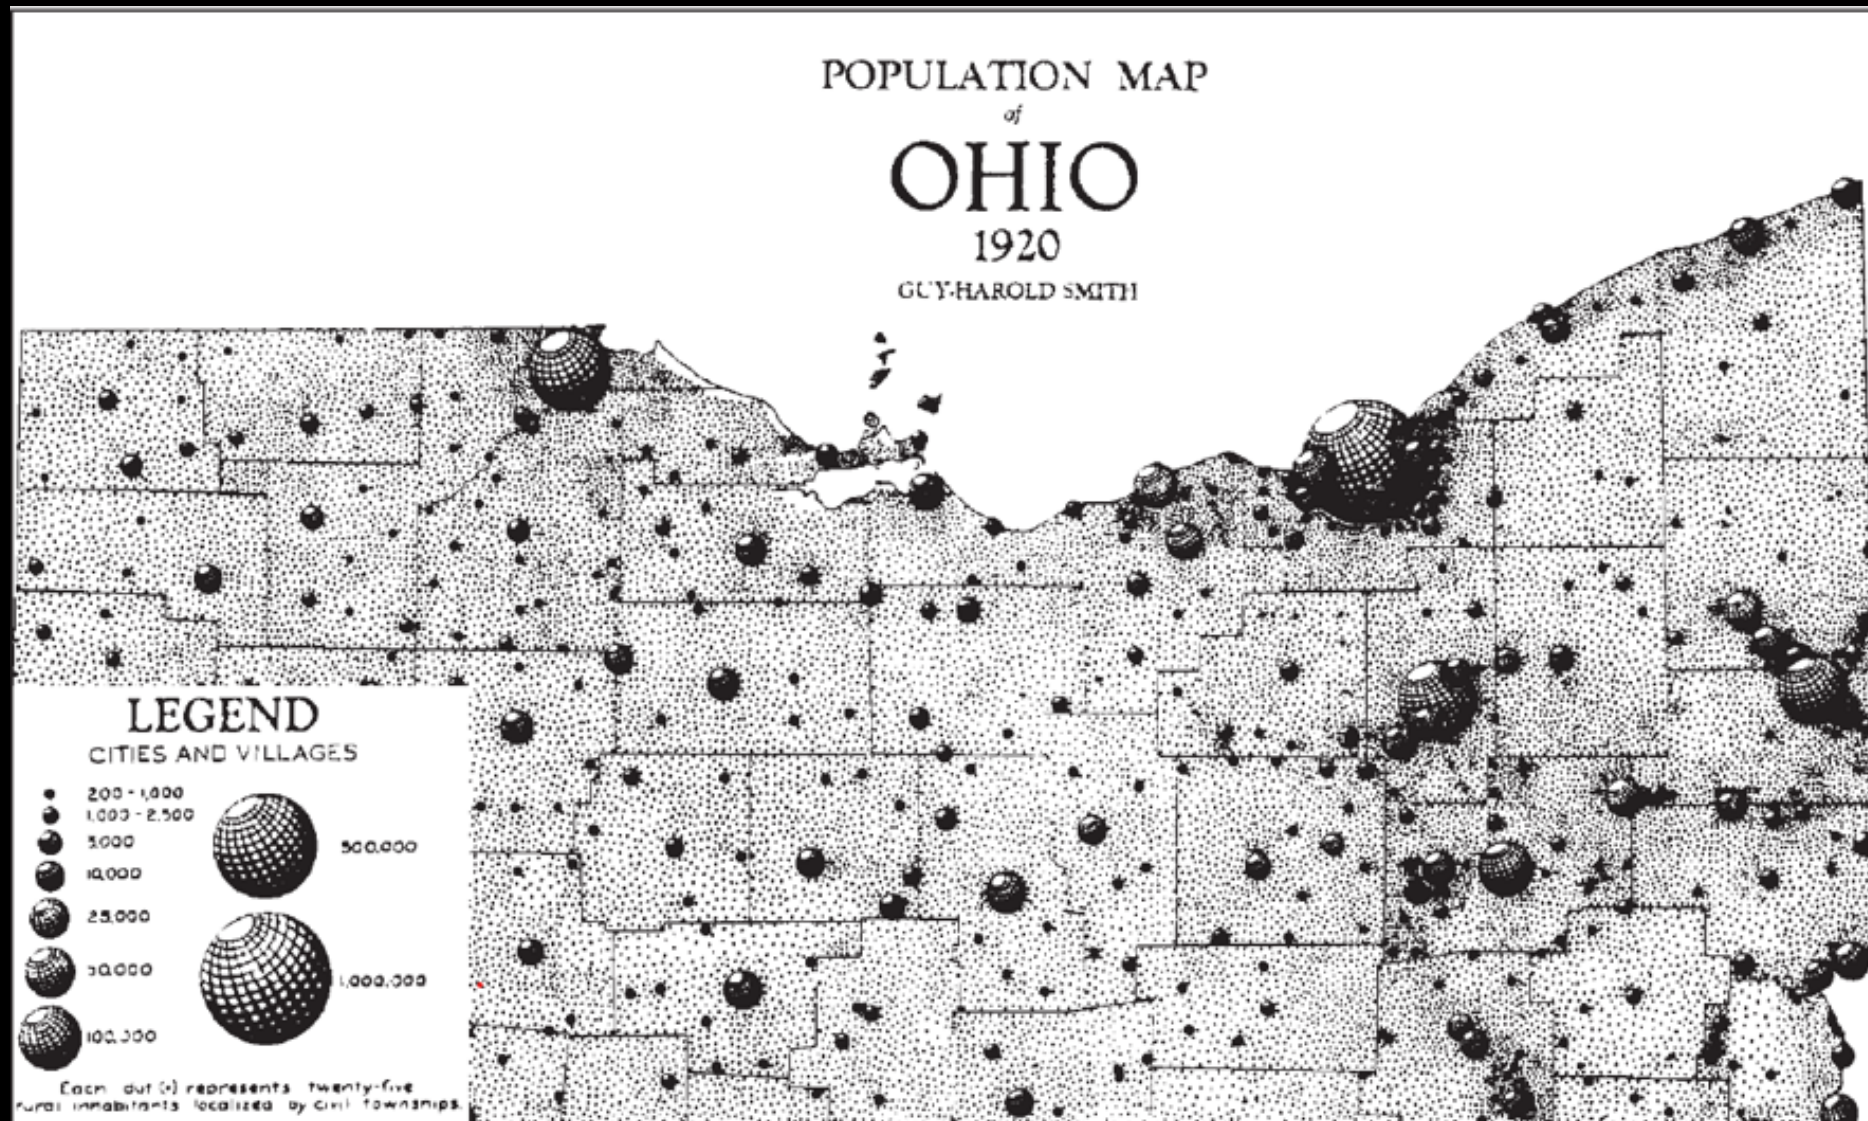 POPULATION MAP
of
OHIO
1920
GUY-HAROLD SMITH
LEGEND
CITIES AND VILLAGES
200 - 1,000
1,000 - 2,500
5,000
10,000
25,000
50,000
100,000
500,000
1,000,000
Each dot (•) represents twenty-five
rural inhabitants localized by civil townships.